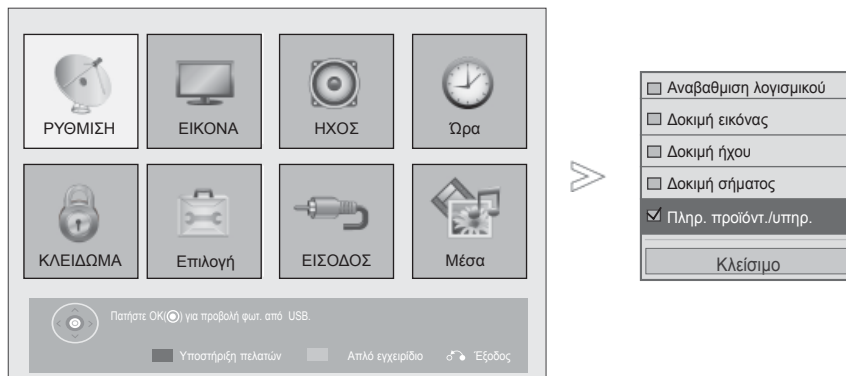 ΡΥΘΜΙΣΗ
ΕΙΚΟΝΑ
ΗΧΟΣ
Ώρα
ΚΛΕΙΔΩΜΑ
Επιλογή
ΕΙΣΟΔΟΣ
Μέσα
Πατήστε OK(◉) για προβολή φωτ. από USB.
Υποστήριξη πελατών
Απλό εγχειρίδιο
Έξοδος
Αναβαθμιση λογισμικού
Δοκιμή εικόνας
Δοκιμή ήχου
Δοκιμή σήματος
Πληρ. προϊόντ./υπηρ.
Κλείσιμο